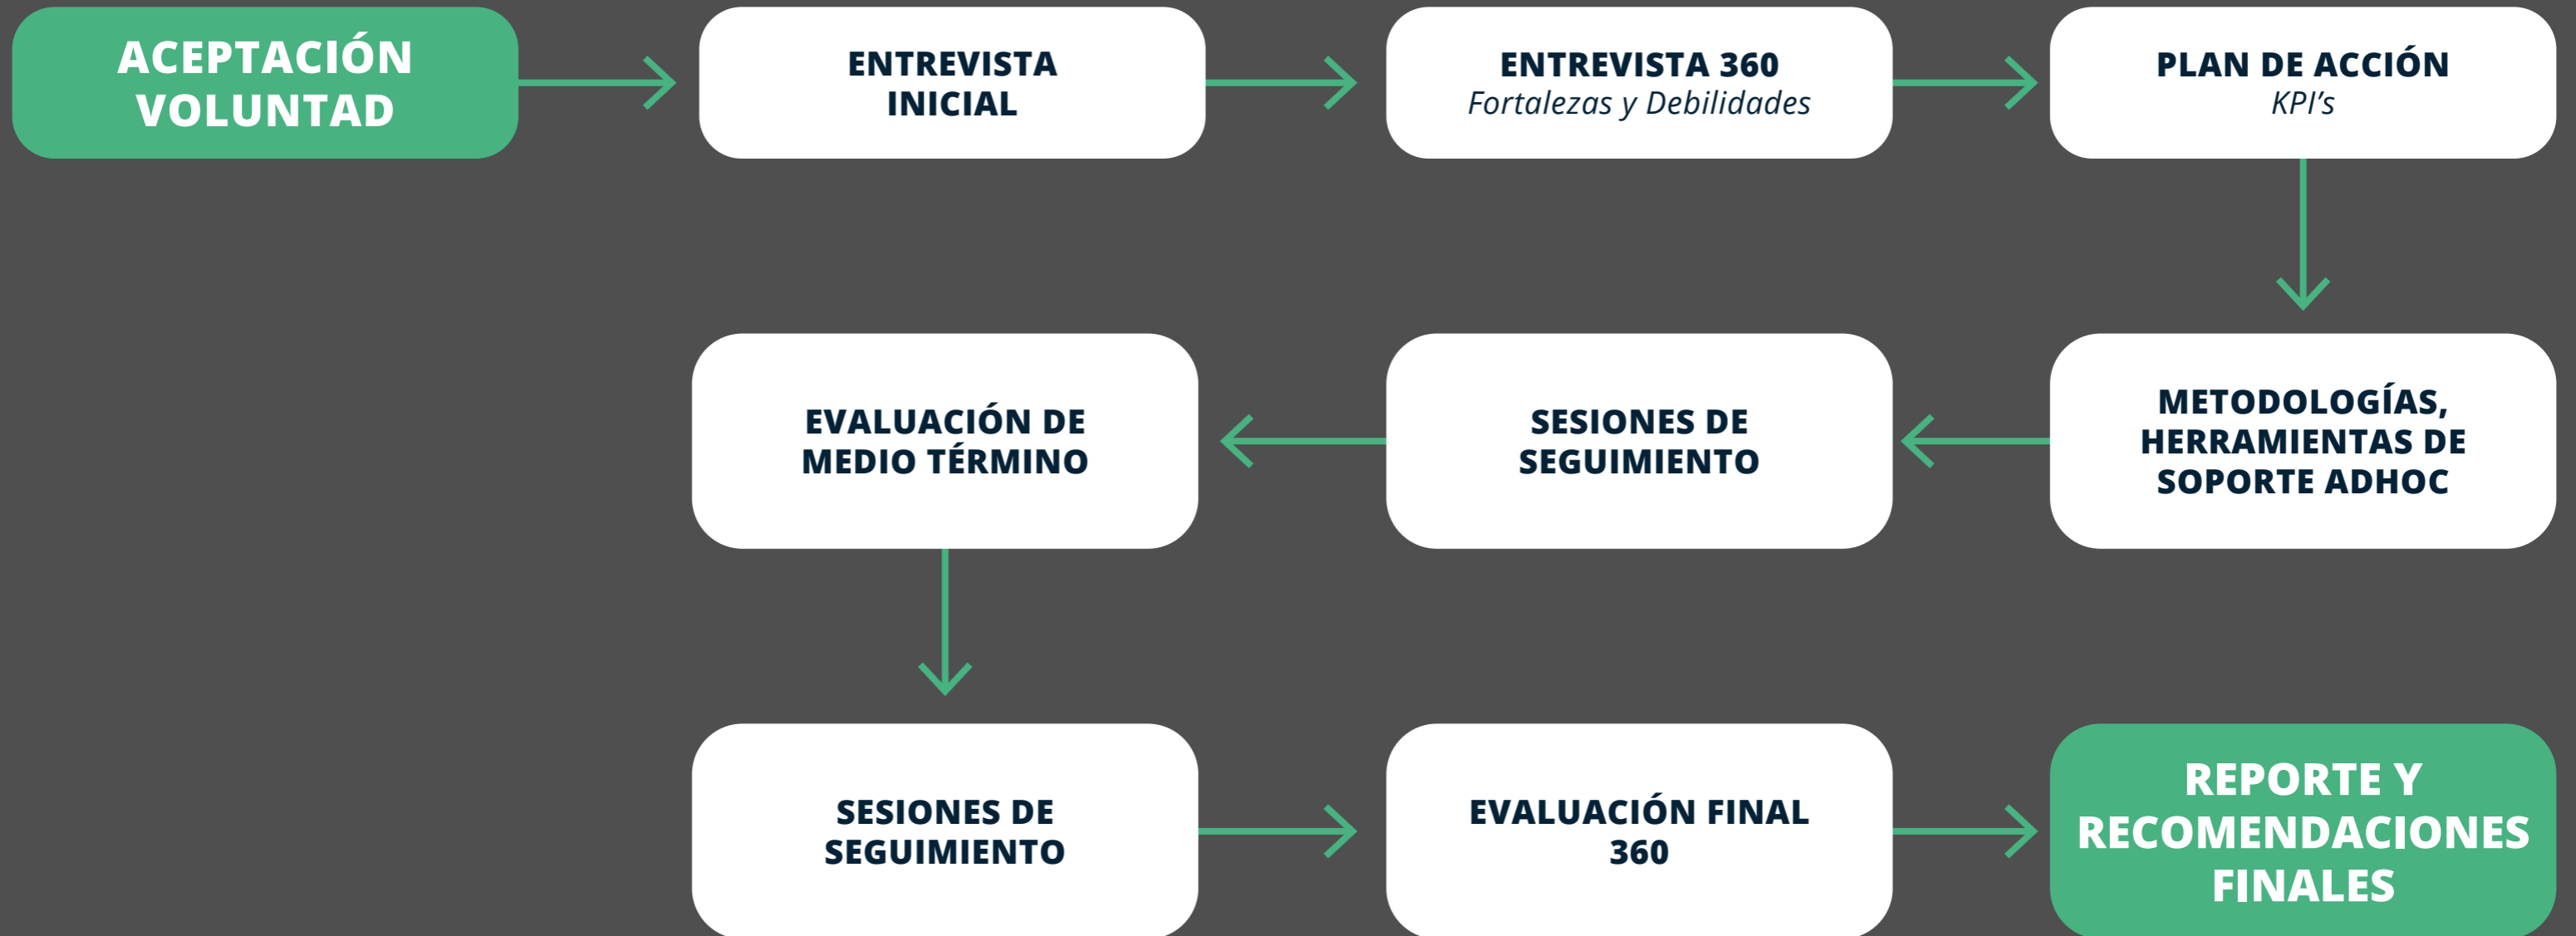 ACEPTACIÓN
VOLUNTAD
ENTREVISTA
INICIAL
ENTREVISTA 360
Fortalezas y Debilidades
PLAN DE ACCIÓN
KPI’s
METODOLOGÍAS,
HERRAMIENTAS DE
SOPORTE ADHOC
SESIONES DE
SEGUIMIENTO
EVALUACIÓN DE
MEDIO TÉRMINO
SESIONES DE
SEGUIMIENTO
EVALUACIÓN FINAL
360
REPORTE Y
RECOMENDACIONES
FINALES